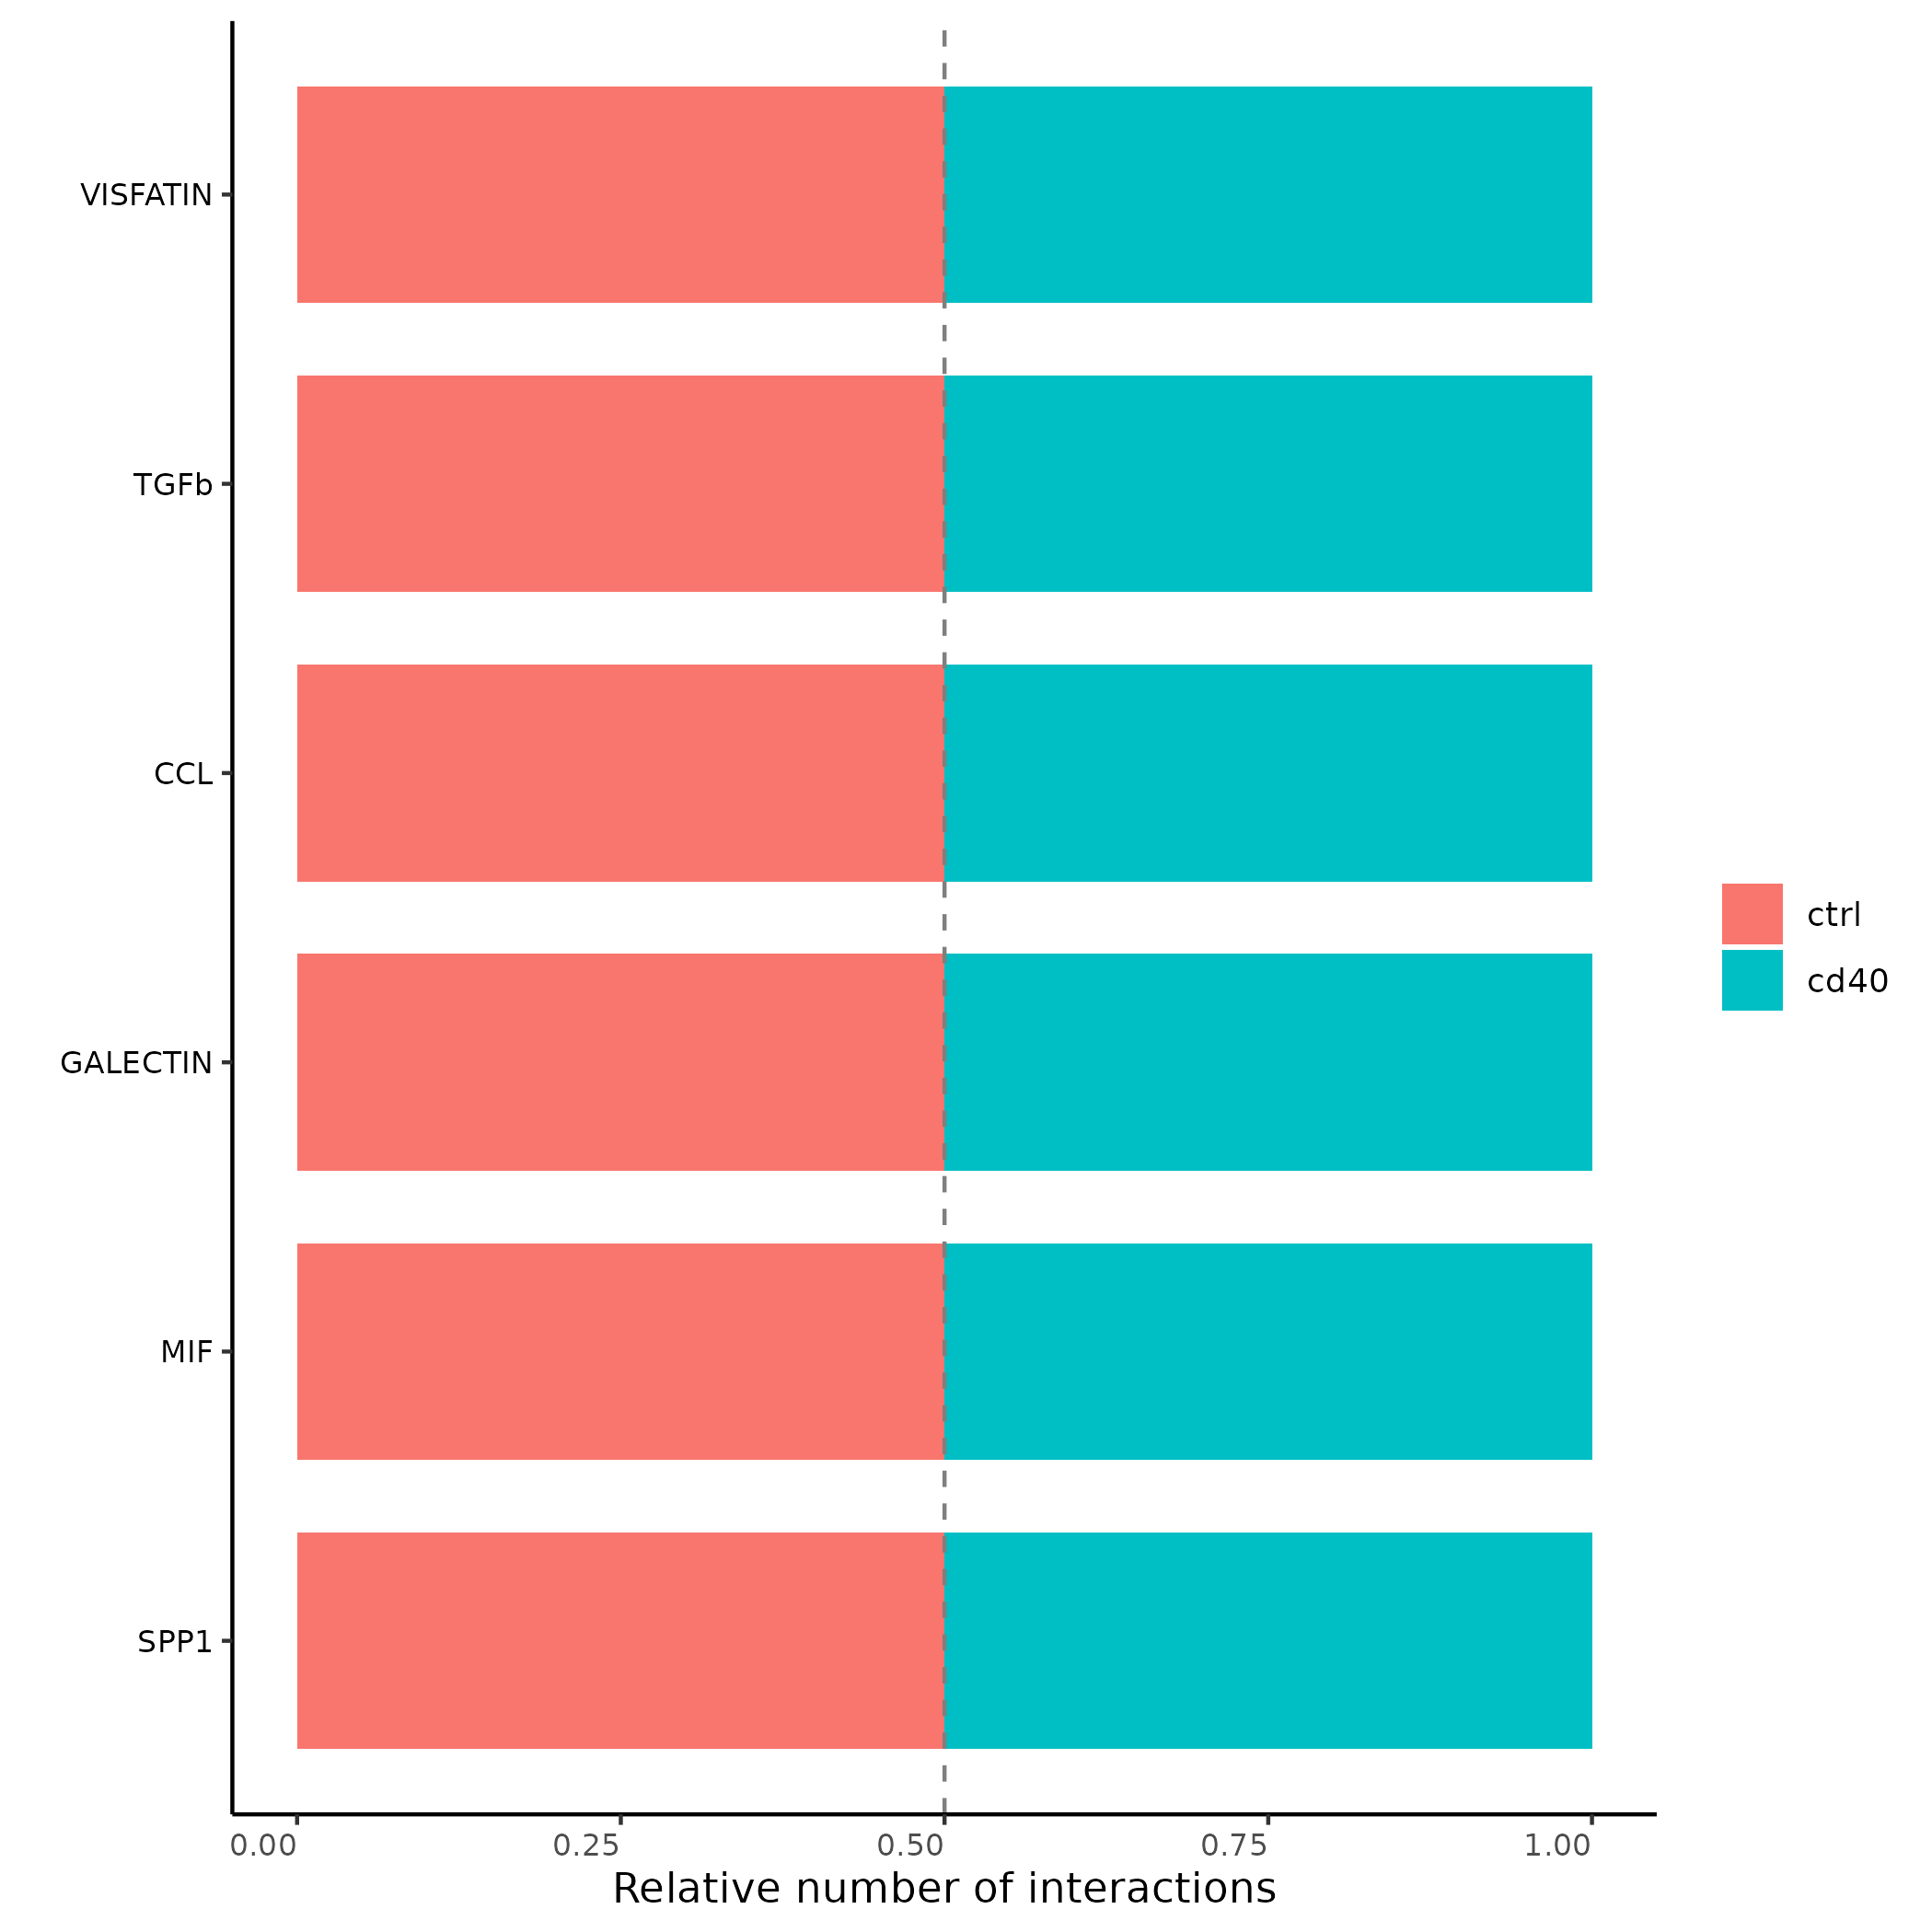 VISFATIN
TGFb
CCL
GALECTIN
MIF
SPP1
ctrl
cd40
0.00 0.25 0.50 0.75 1.00
Relative number of interactions